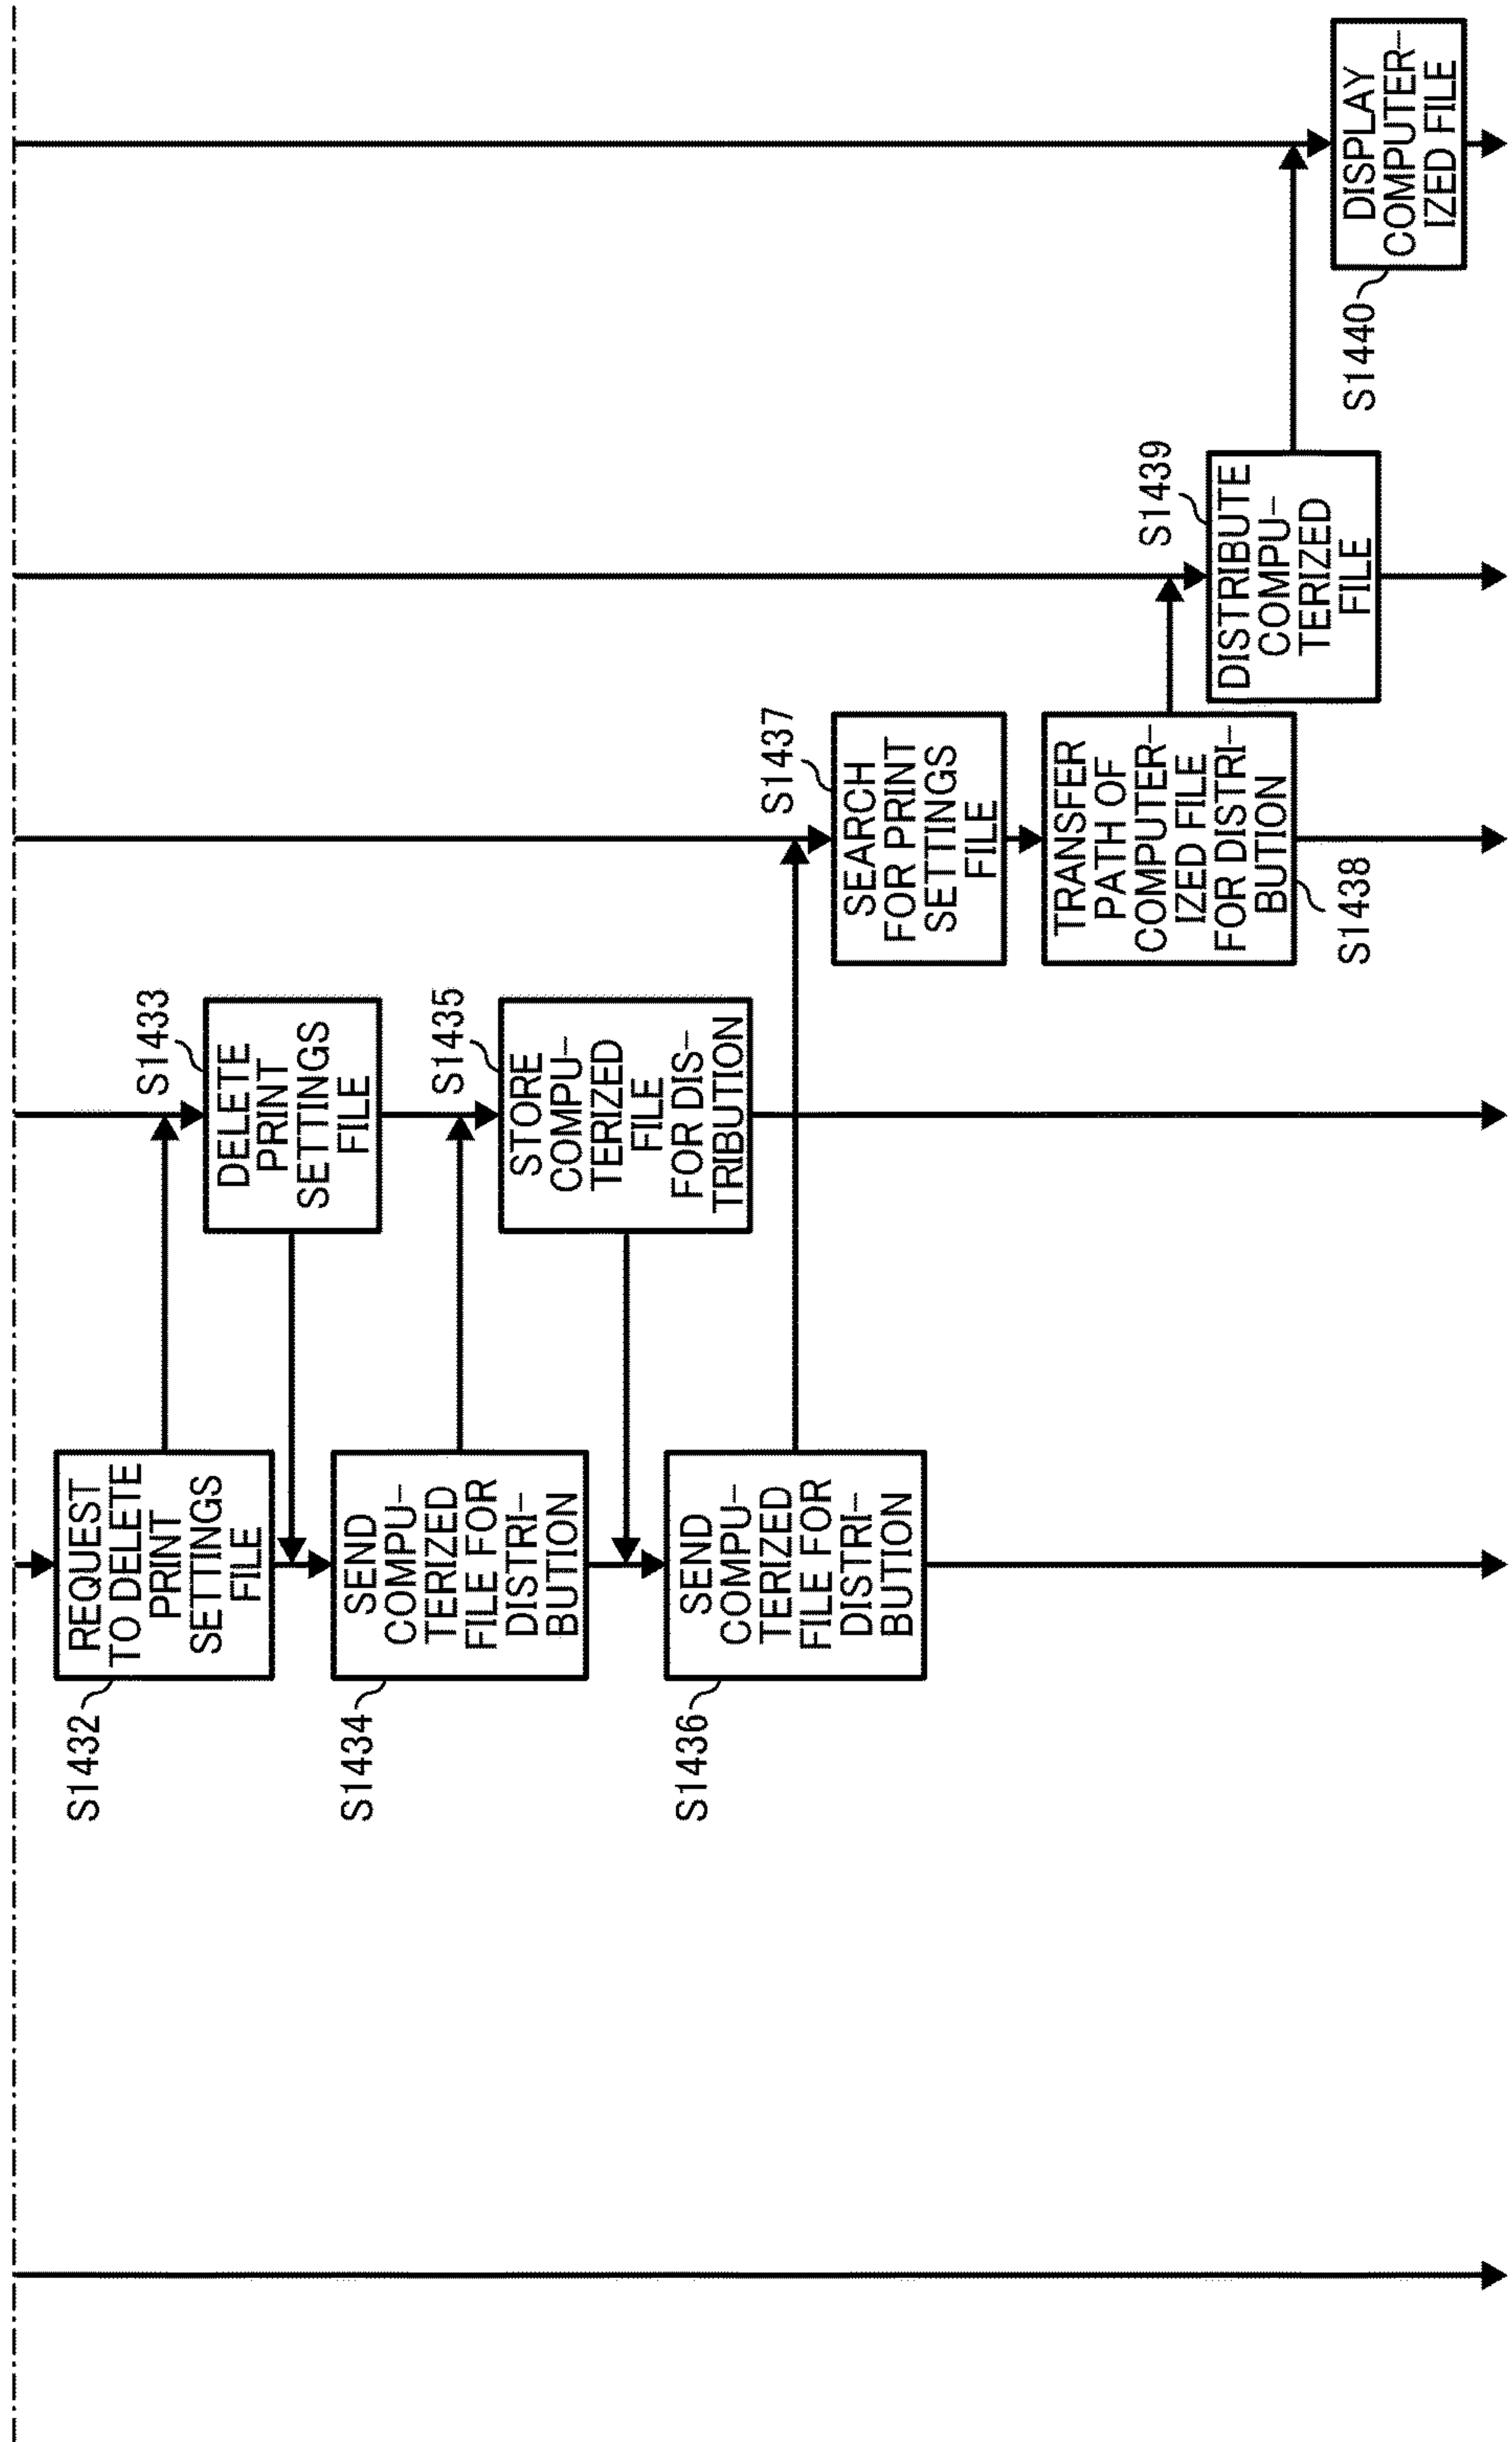 S1432
REQUEST
TO DELETE
PRINT
SETTINGS
FILE
S1433
DELETE
PRINT
SETTINGS
FILE
S1434
SEND
COMPU-
TERIZED
FILE FOR
DISTRI-
BUTION
S1435
STORE
COMPU-
TERIZED
FILE
FOR DIS-
TRIBUTION
S1436
SEND
COMPU-
TERIZED
FILE FOR
DISTRI-
BUTION
S1437
SEARCH
FOR PRINT
SETTINGS
FILE
TRANSFER
PATH OF
COMPUTER-
IZED FILE
FOR DISTRI-
BUTION
S1438
S1439
DISTRIBUTE
COMPU-
TERIZED
FILE
DISPLAY
COMPUTER-
IZED FILE
S1440